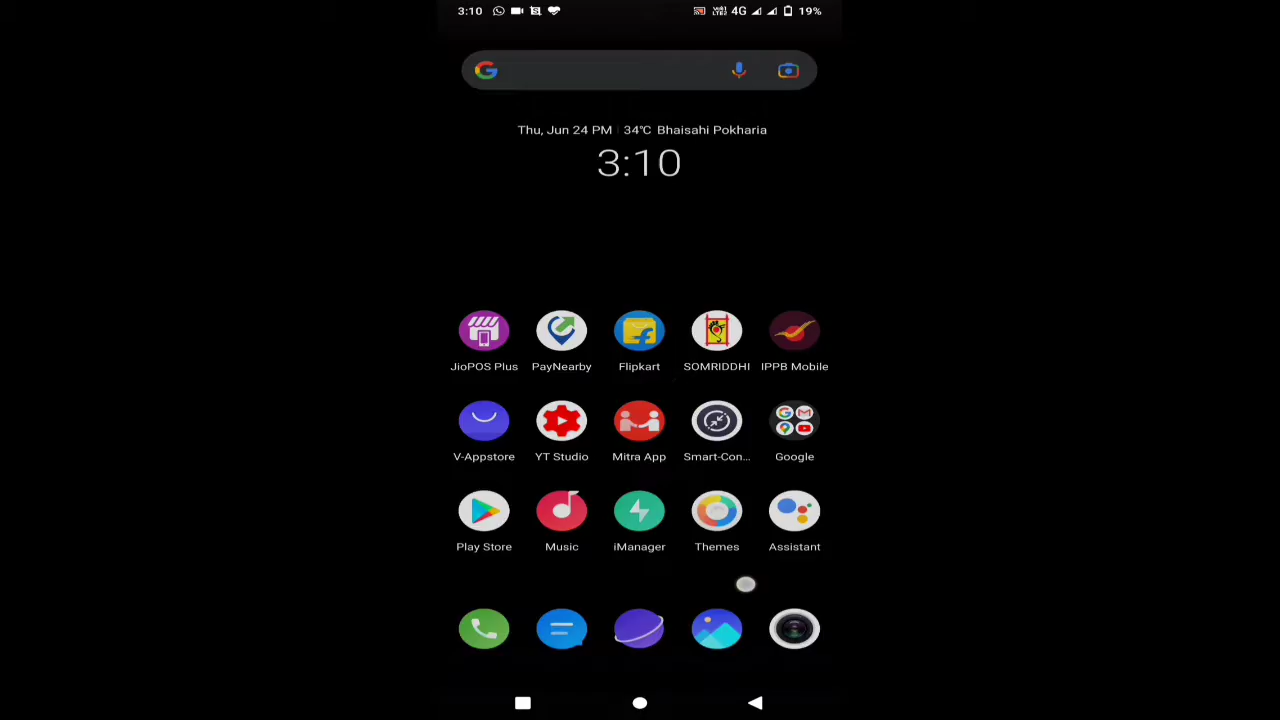 3:10 4G 19%
Thu, Jun 24 PM 34℃ Bhaisahi Pokharia
3:10
JioPOS Plus PayNearby Flipkart SOMRIDDHI IPPB Mobile
V-Appstore YT Studio Mitra App Smart-Con... Google
Play Store Music iManager Themes Assistant